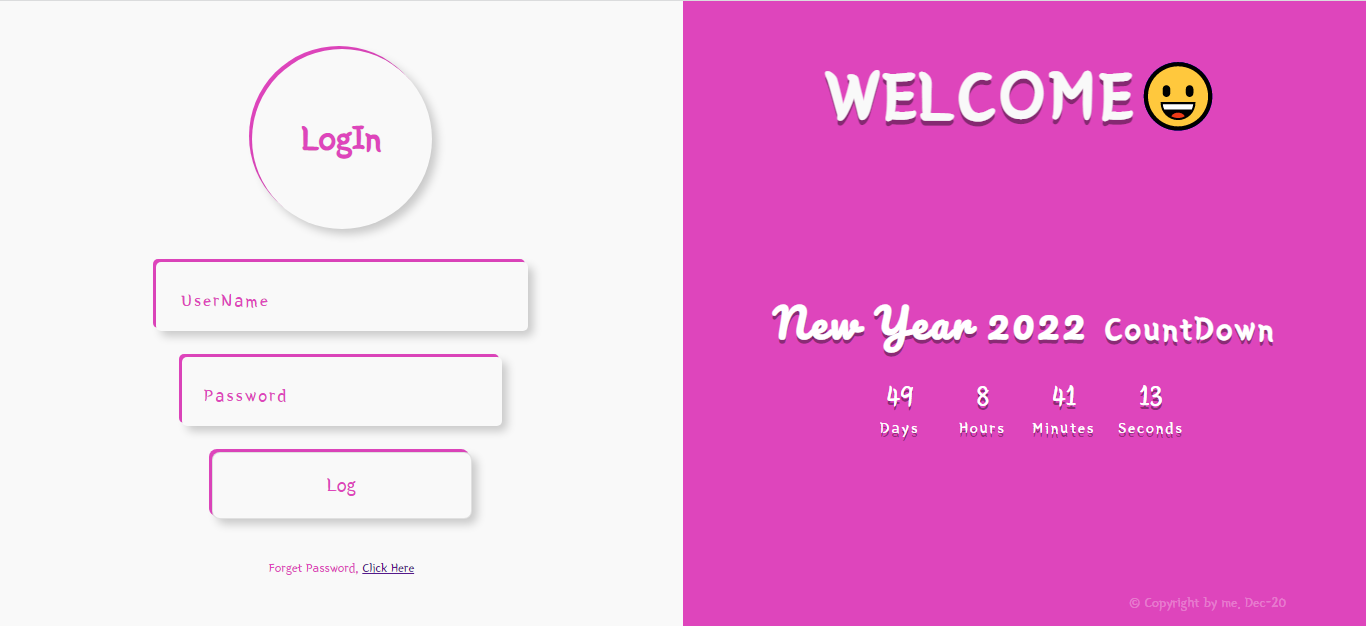 LogIn
UserName
Password
Log
Forget Password, Click Here
WELCOME
New Year 2022 CountDown
49 8 41 13
Days Hours Minutes Seconds
© Copyright by me, Dec-20